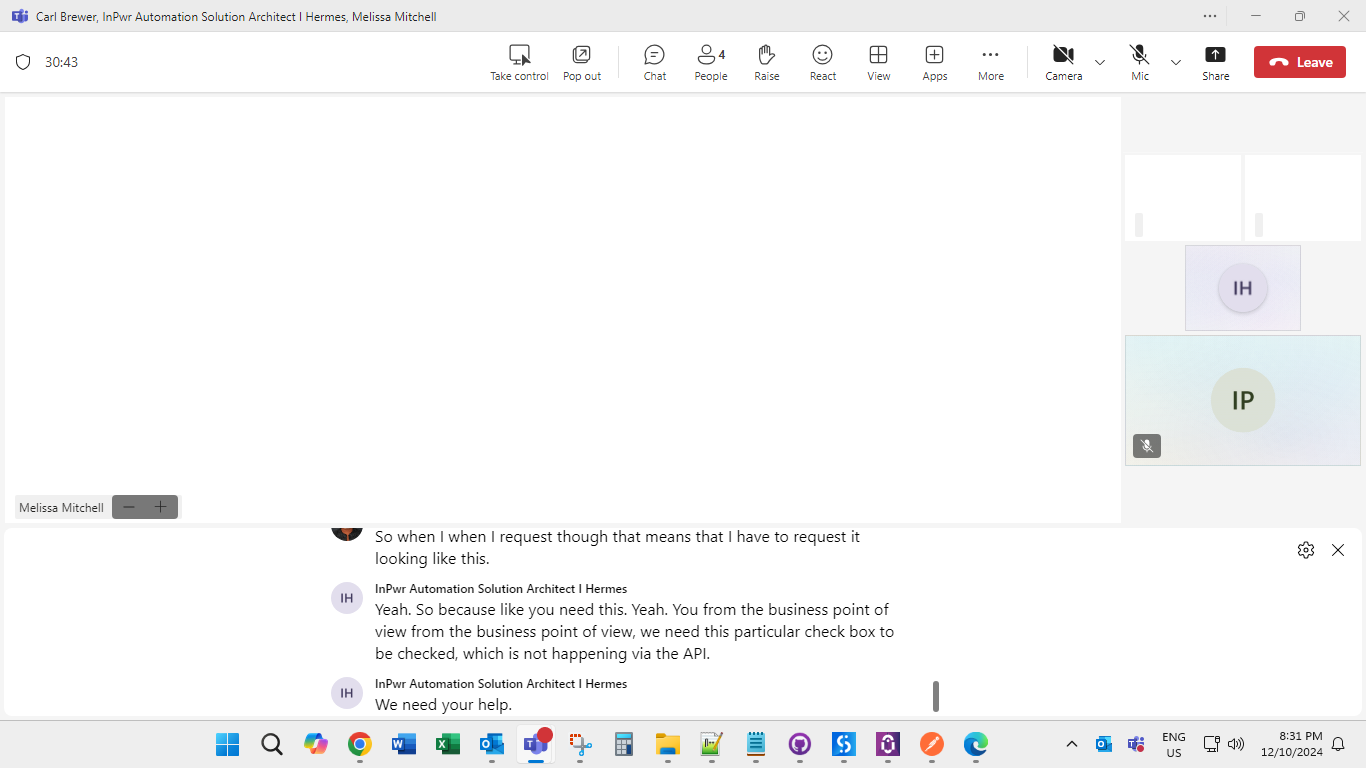 Carl Brewer, InPwr Automation Solution Architect I Hermes, Melissa Mitchell
30:43
Take control
Pop out
Chat
4
People
Raise
React
View
Apps
More
Camera
Mic
Share
Leave
IH
IP
Melissa Mitchell
So when I when I request though that means that I have to request it
looking like this.
IH
InPwr Automation Solution Architect I Hermes
Yeah. So because like you need this. Yeah. You from the business point of
view from the business point of view, we need this particular check box to
be checked, which is not happening via the API.
IH
InPwr Automation Solution Architect I Hermes
We need your help.
ENG
US
8:31 PM
12/10/2024